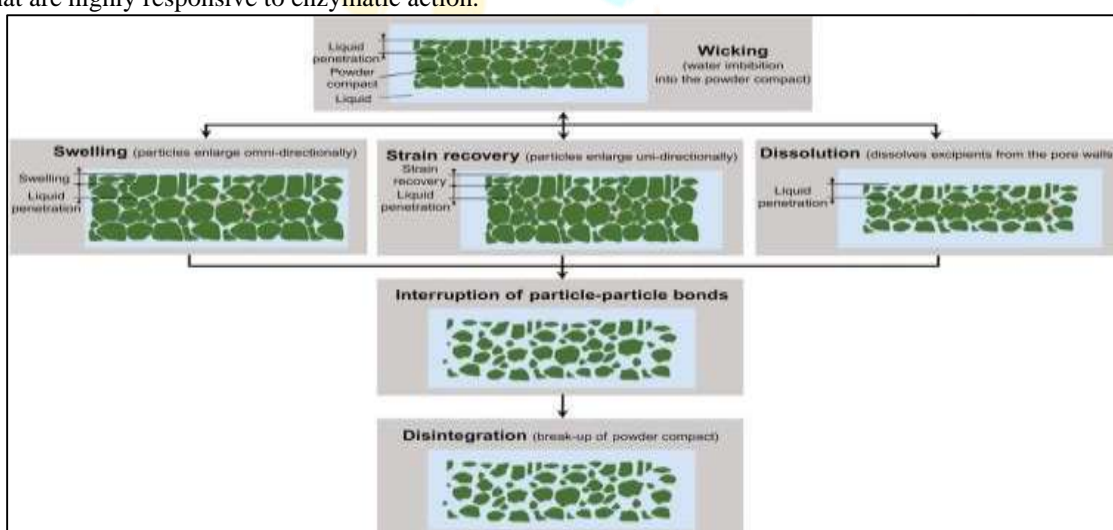 hat are highly responsive to enzymatic action.
Liquid
penetration
Powder
compact
Liquid
Wicking
(water imbibition
into the powder compact)
Swelling (particles enlarge omni-directionally)
Swelling
Liquid
penetration
Strain recovery (particles enlarge uni-directionally)
Strain
recovery
Liquid
penetration
Dissolution (dissolves excipients from the pore walls
Liquid
penetration
Interruption of particle-particle bonds
Disintegration (break-up of powder compact)